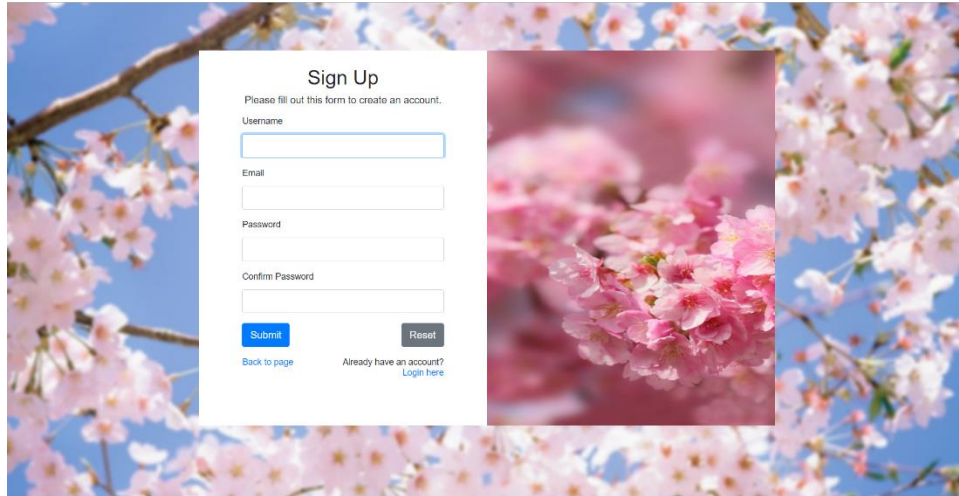 Sign Up
Please fill out this form to create an account.
Username
Email
Password
Confirm Password
Submit
Reset
Back to page
Already have an account?
Login here